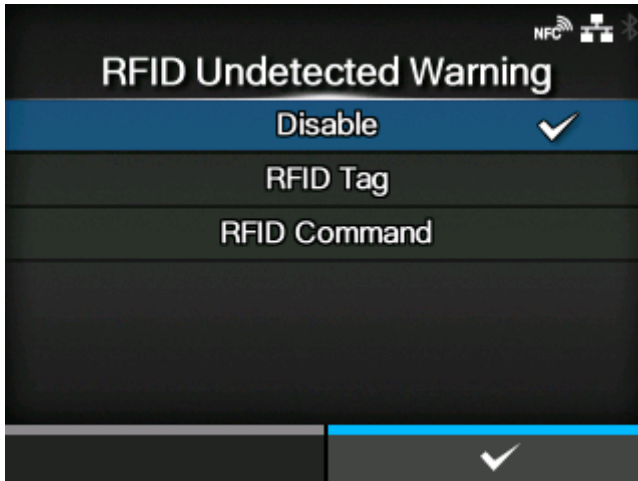 NFC
RFID Undetected Warning
Disable
RFID Tag
RFID Command